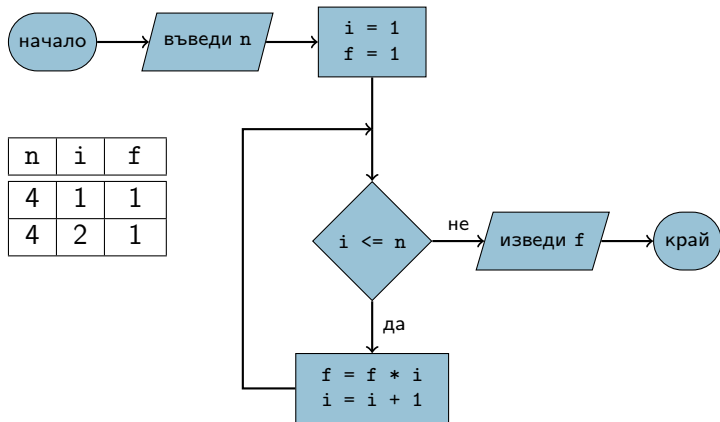 начало
въведи n
i = 1
f = 1
n i f
4 1 1
4 2 1
i <= n
не
изведи f
край
да
f = f * i
i = i + 1